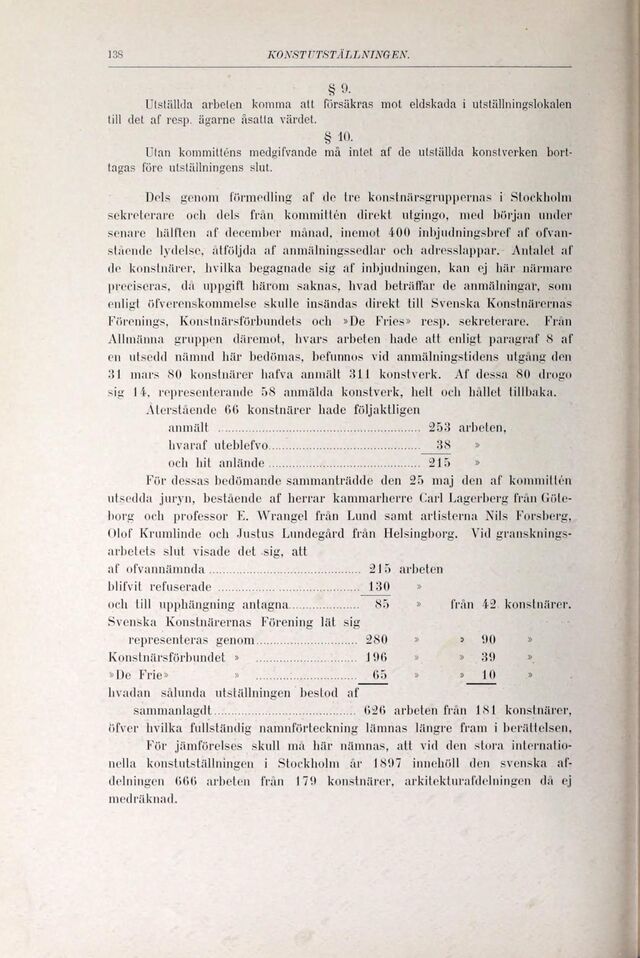 138 KONSTUTSTÄLLNINGEN.
§ 9.
Utställda arbeten komma att försäkras mot eldskada i utställningslokalen
till det af resp. ägarne åsatta värdet.
§ 10.
Utan kommitténs medgifvande må intet af de utställda konstverken bort-
tagas före utställningens slut.
Dels genom förmedling af de tre konstnärsgruppernas i Stockholm
sekreterare och dels från kommittén direkt utgingo, med början under
senare hälften af december månad, inemot 400 inbjudningsbref af ofvan-
stående lydelse, åtföljda af anmälningssedlar och adresslappar. Antalet af
de konstnärer, hvilka begagnade sig af inbjudningen, kan ej här närmare
preciseras, då uppgift härom saknas, hvad beträffar de anmälningar, som
enligt öfverenskommelse skulle insändas direkt till Svenska Konstnärernas
Förenings, Konstnärsförbundets och »De Fries» resp. sekreterare. Från
Allmänna gruppen däremot, hvars arbeten hade att enligt paragraf 8 af
en utsedd nämnd här bedömas, befunnos vid anmälningstidens utgång den
31 mars 80 konstnärer hafva anmält 311 konstverk. Af dessa 80 drogo
sig 14, representerande 58 anmälda konstverk, helt och hållet tillbaka.
Återstående 66 konstnärer hade följaktligen
anmält ........ 253 arbeten,
hvaraf uteblefvo ........ 38 »
och hit anlände ........ 215 »
För dessas bedömande sammanträdde den 25 maj den af kommittén
utsedda juryn, bestående af herrar kammarherre Carl Lagerberg från Göte-
borg och professor E. Wrangel från Lund samt artisterna Nils Forsberg,
Olof Krumlinde och Justus Lundegård från Helsingborg. Vid gransknings-
arbetets slut visade det sig, att
af ofvannämnda ........ 215 arbeten
blifvit refuserade ........ 130 »
och till upphängning antagna ........ 85 » från 42 konstnärer.
Svenska Konstnärernas Förening lät sig
representeras genom ........ 280 » » 90 »
Konstnärsförbundet » ........ 196 » » 39 »
»De Frie» » ........ 65 » » 10 »
hvadan sålunda utställningen bestod af
sammanlagdt ........ 626 arbeten från 181 konstnärer,
öfver hvilka fullständig namnförteckning lämnas längre fram i berättelsen,
För jämförelses skull må här nämnas, att vid den stora internatio-
nella konstutställningen i Stockholm år 1897 innehöll den svenska af-
delningen 666 arbeten från 179 konstnärer, arkitekturafdelningen då ej
medräknad.